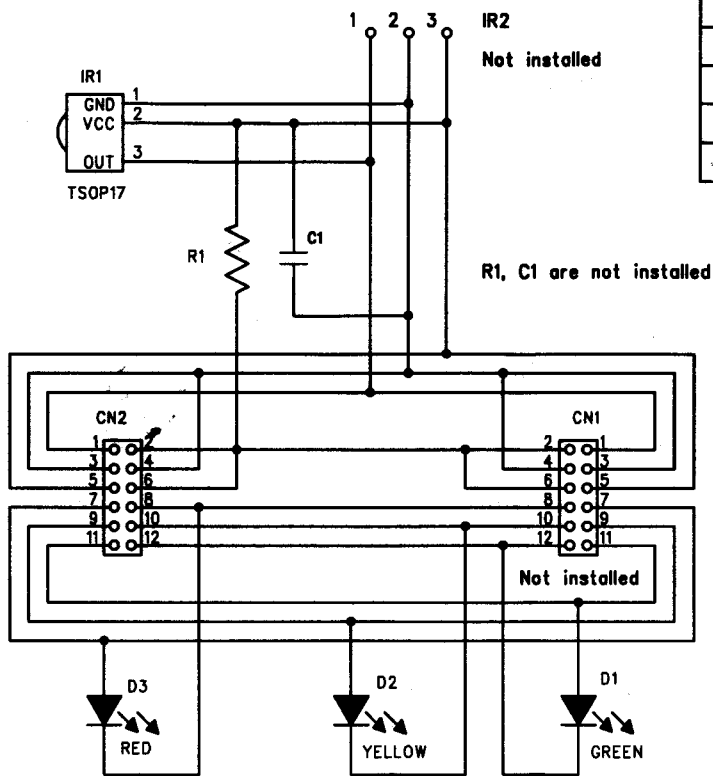 1 2 3 IR2
Not installed
IR1
GND 1
VCC 2
OUT 3
TSOP17
R1
C1
R1, C1 are not installed
CN2
CN1
1 2
3 4
5 6
7 8
9 10
11 12
2 1
4 3
6 5
8 7
10 9
12 11
Not installed
D3
RED
D2
YELLOW
D1
GREEN